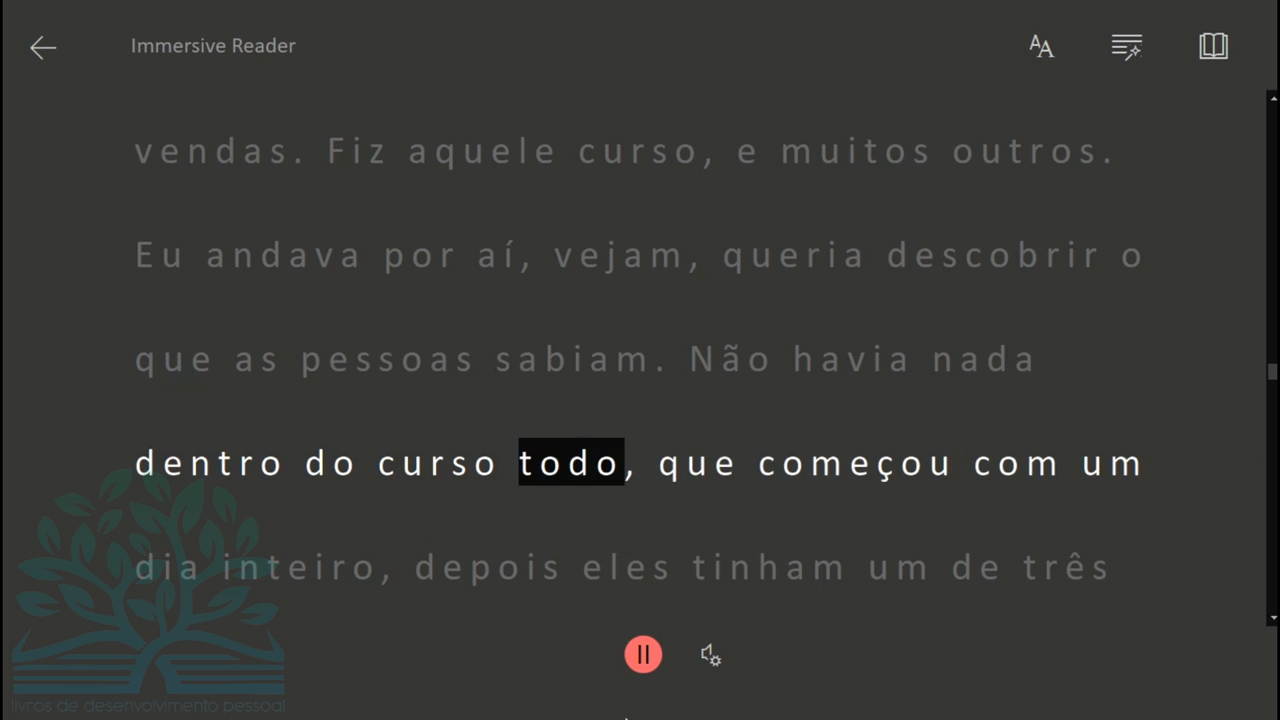 Immersive Reader
vendas. Fiz aquele curso, e muitos outros.
Eu andava por aí, vejam, queria descobrir o
que as pessoas sabiam. Não havia nada
dentro do curso todo, que começou com um
dia inteiro, depois eles tinham um de três
livros de desenvolvimento pessoal